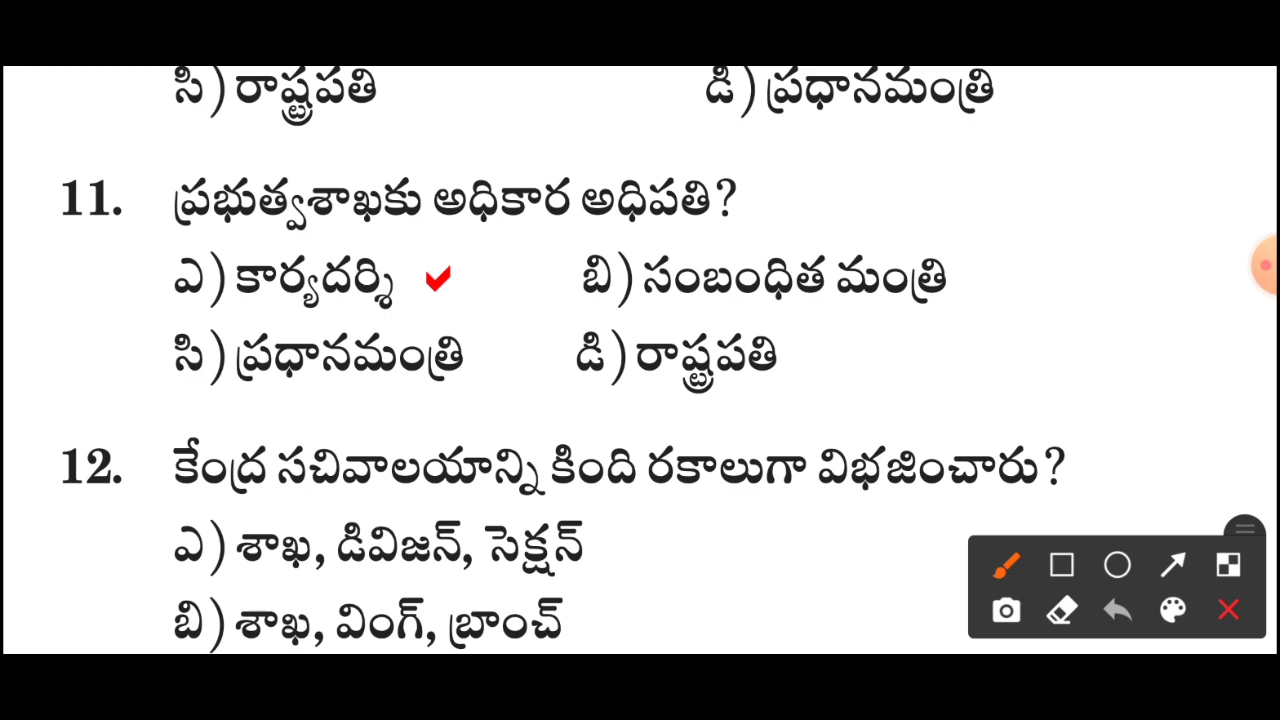 సి) రాష్ట్రపతి డి) ప్రధానమంత్రి
11. ప్రభుత్వశాఖకు అధికార అధిపతి?
ఎ) కార్యదర్శి బి) సంబంధిత మంత్రి
సి) ప్రధానమంత్రి డి) రాష్ట్రపతి
12. కేంద్ర సచివాలయాన్ని కింది రకాలుగా విభజించారు?
ఎ) శాఖ, డివిజన్, సెక్షన్
బి) శాఖ, వింగ్, బ్రాంచ్